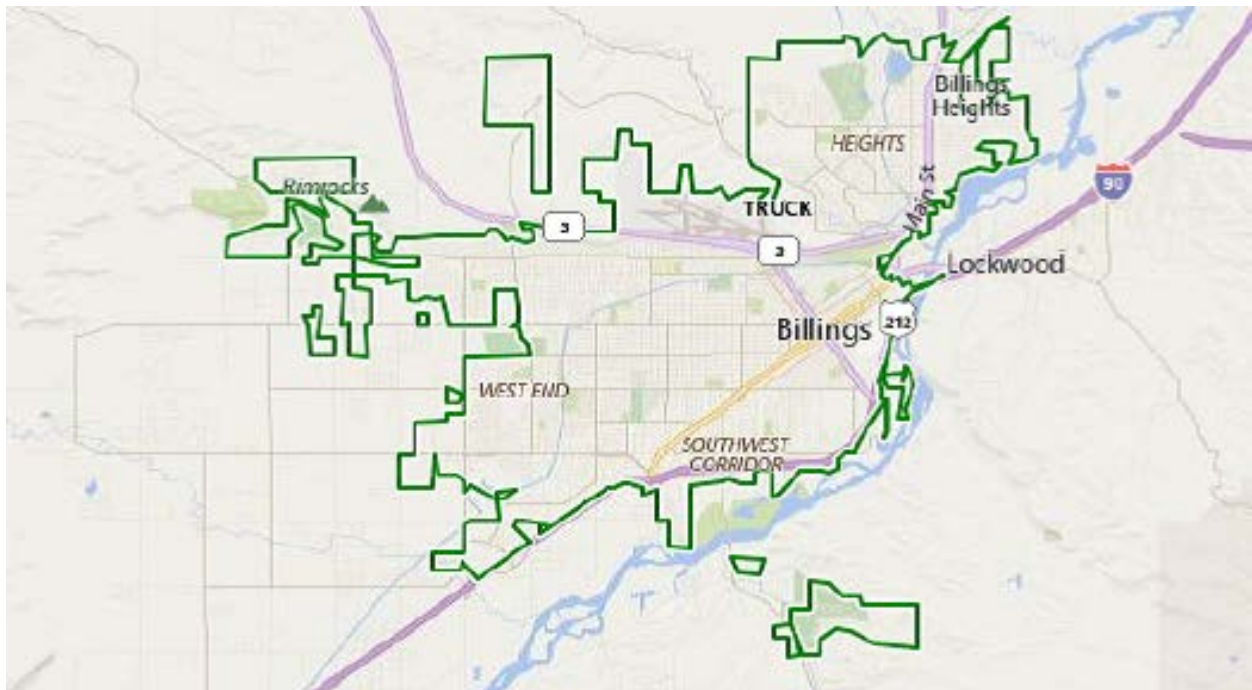 Billings
Heights
HEIGHTS
Main St
Rimrocks
90
TRUCK
3
3
Lockwood
Billings
212
WEST END
SOUTHWEST
CORRIDOR